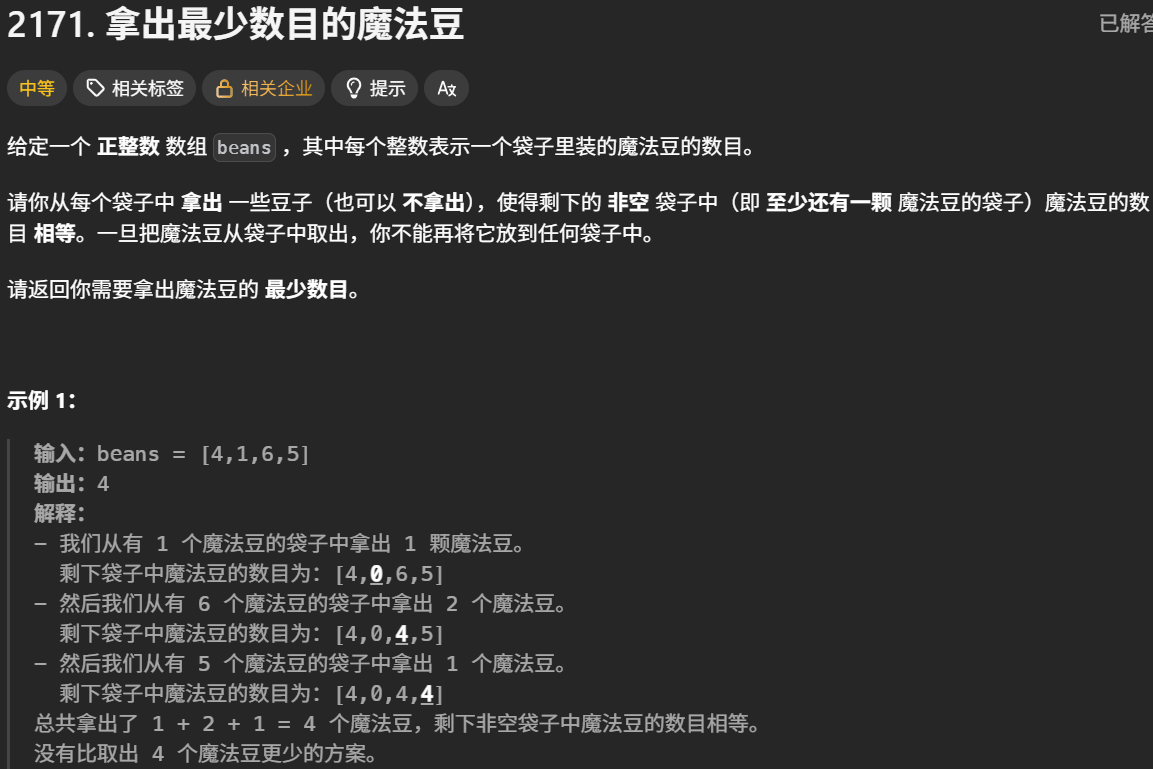 2171. 拿出最少数目的魔法豆
已解答
中等 相关标签 相关企业 提示
给定一个 正整数 数组 beans ，其中每个整数表示一个袋子里装的魔法豆的数目。
请你从每个袋子中 拿出 一些豆子（也可以 不拿出），使得剩下的 非空 袋子中（即 至少还有一颗 魔法豆的袋子）魔法豆的数
目 相等。一旦把魔法豆从袋子中取出，你不能再将它放到任何袋子中。
请返回你需要拿出魔法豆的 最少数目。
示例 1：
输入：beans = [4,1,6,5]
输出：4
解释：
- 我们从有 1 个魔法豆的袋子中拿出 1 颗魔法豆。
剩下袋子中魔法豆的数目为：[4,0,6,5]
- 然后我们从有 6 个魔法豆的袋子中拿出 2 个魔法豆。
剩下袋子中魔法豆的数目为：[4,0,4,5]
- 然后我们从有 5 个魔法豆的袋子中拿出 1 个魔法豆。
剩下袋子中魔法豆的数目为：[4,0,4,4]
总共拿出了 1 + 2 + 1 = 4 个魔法豆，剩下非空袋子中魔法豆的数目相等。
没有比取出 4 个魔法豆更少的方案。